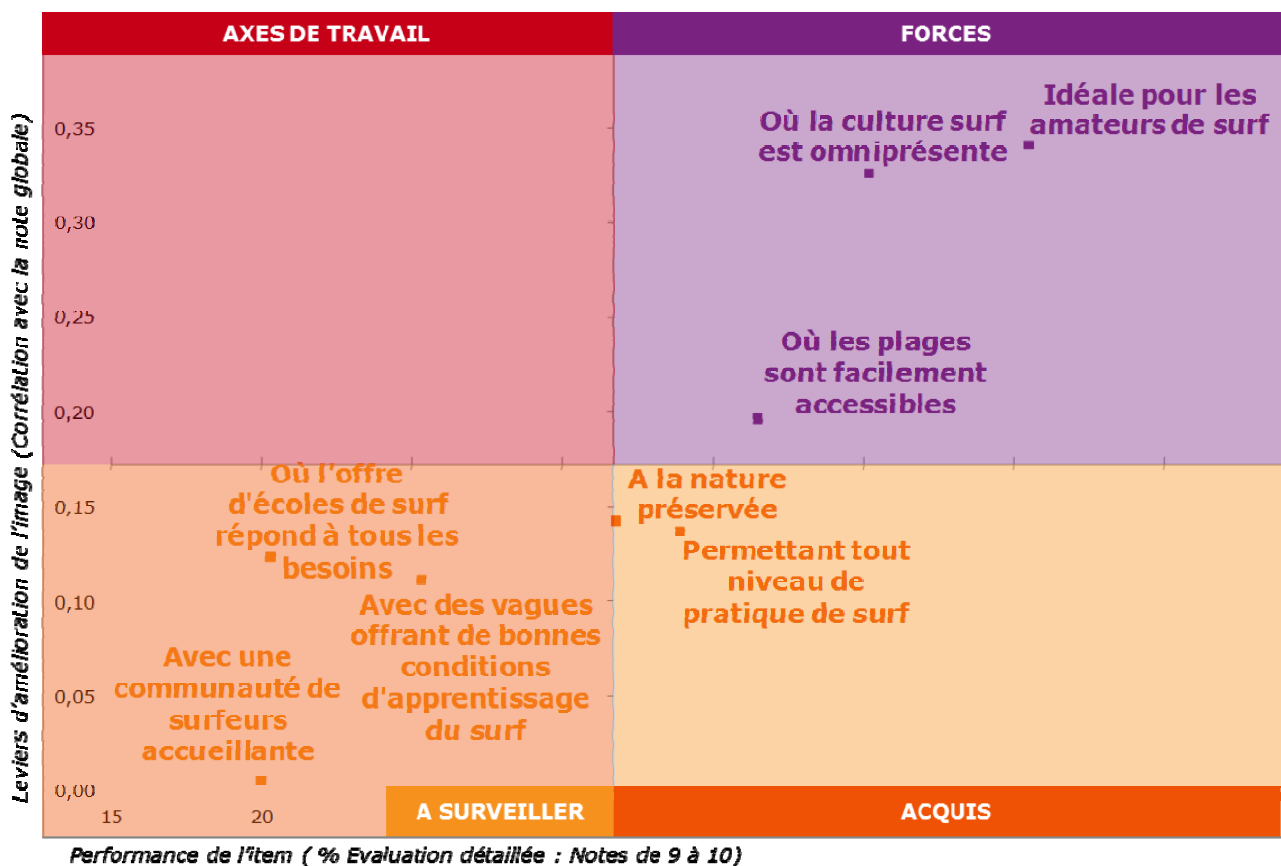 AXES DE TRAVAIL
FORCES
Leviers d'amélioration de l'image (Corrélation avec la note globale)
0,35
0,30
0,25
0,20
0,15
0,10
0,05
0,00
Idéale pour les
amateurs de surf
Où la culture surf
est omniprésente
Où les plages
sont facilement
accessibles
Où l'offre
d'écoles de surf
répond à tous les
besoins
A la nature
préservée
Permettant tout
niveau de
pratique de surf
Avec des vagues
offrant de bonnes
conditions
d'apprentissage
du surf
Avec une
communauté de
surfeurs
accueillante
15
20
A SURVEILLER
ACQUIS
Performance de l'item ( % Evaluation détaillée : Notes de 9 à 10)